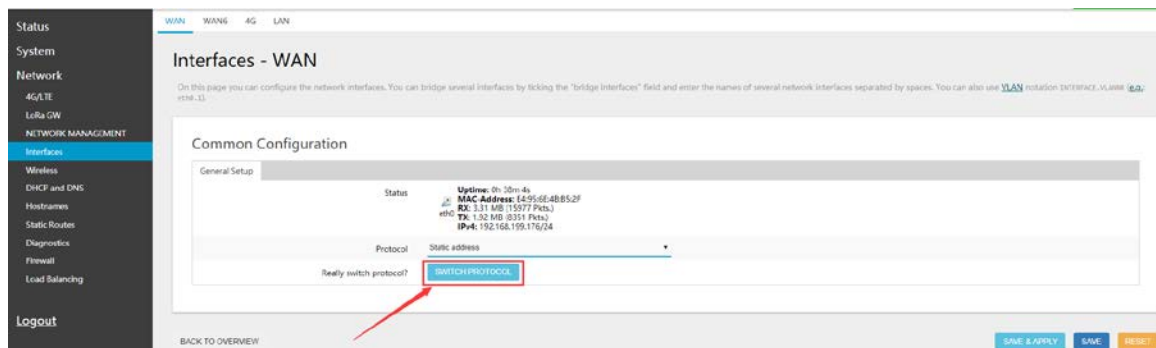 Status
System
Network
4G/LTE
LoRa GW
NETWORK MANAGEMENT
Interfaces
Wireless
DHCP and DNS
Hostnames
Static Routes
Diagnostics
Firewall
Load Balancing
Logout
WAN WAN6 4G LAN
Interfaces - WAN
On this page you can configure the network interfaces. You can bridge several interfaces by ticking the "bridge interfaces" field and enter the names of several network interfaces separated by spaces. You can also use VLAN notation INTERFACE.VLANNR (e.g.:
eth0.1).
Common Configuration
General Setup
Status
eth0
Uptime: 0h 38m 4s
MAC-Address: E4:95:6E:4B:B5:2F
RX: 3.31 MB (15977 Pkts.)
TX: 1.92 MB (8351 Pkts.)
IPv4: 192.168.199.176/24
Protocol Static address
Really switch protocol? SWITCH PROTOCOL
BACK TO OVERVIEW SAVE & APPLY SAVE RESET